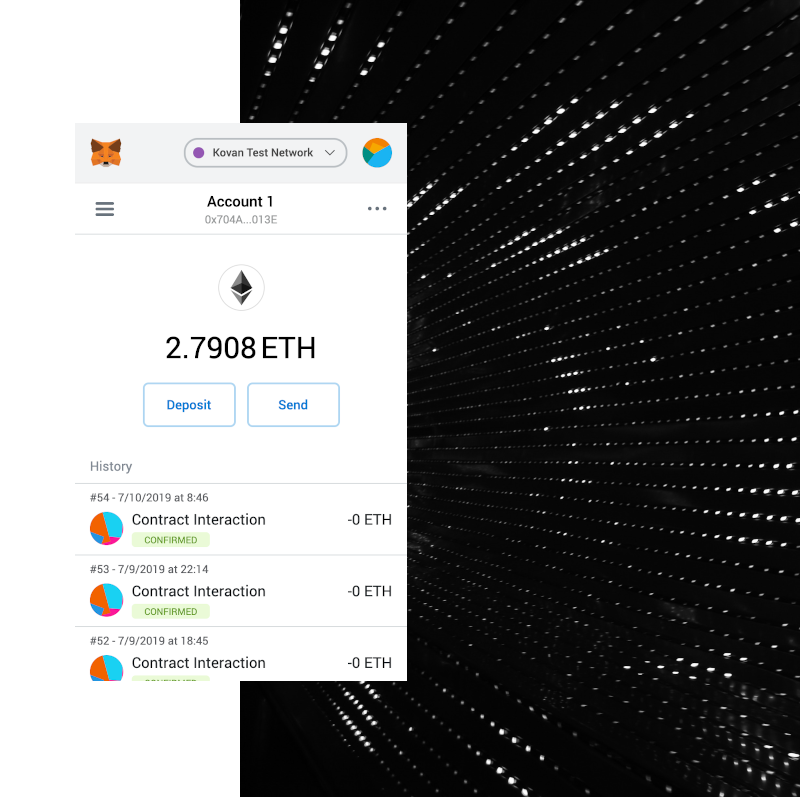 Kovan Test Network
Account 1
0x704A...013E
2.7908 ETH
Deposit
Send
History
#54 - 7/10/2019 at 8:46
Contract Interaction
-0 ETH
CONFIRMED
#53 - 7/9/2019 at 22:14
Contract Interaction
-0 ETH
CONFIRMED
#52 - 7/9/2019 at 18:45
Contract Interaction
-0 ETH